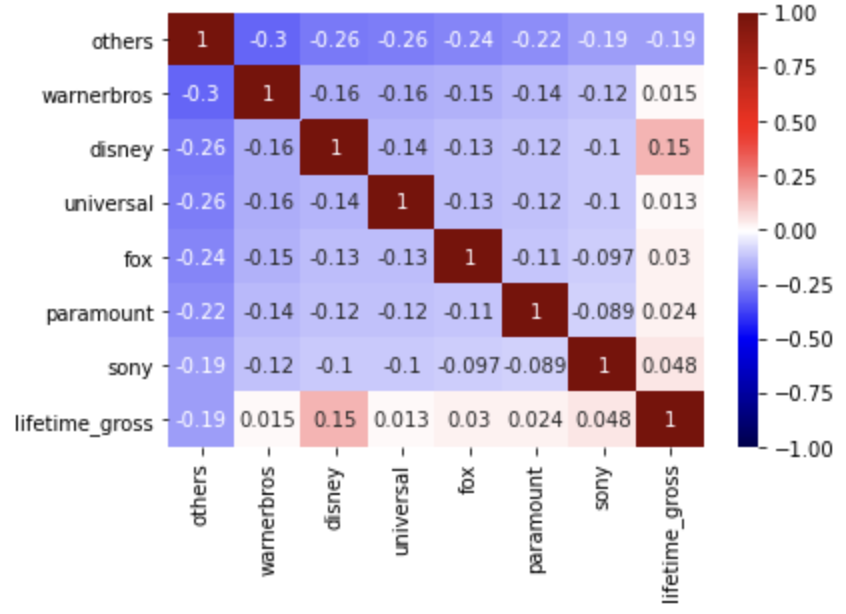 others 1 -0.3 -0.26 -0.26 -0.24 -0.22 -0.19 -0.19
warnerbros -0.3 1 -0.16 -0.16 -0.15 -0.14 -0.12 0.015
disney -0.26 -0.16 1 -0.14 -0.13 -0.12 -0.1 0.15
universal -0.26 -0.16 -0.14 1 -0.13 -0.12 -0.1 0.013
fox -0.24 -0.15 -0.13 -0.13 1 -0.11 -0.097 0.03
paramount -0.22 -0.14 -0.12 -0.12 -0.11 1 -0.089 0.024
sony -0.19 -0.12 -0.1 -0.1 -0.097 -0.089 1 0.048
lifetime_gross -0.19 0.015 0.15 0.013 0.03 0.024 0.048 1
others
warnerbros
disney
universal
fox
paramount
sony
lifetime_gross
1.00
0.75
0.50
0.25
0.00
−0.25
−0.50
−0.75
−1.00